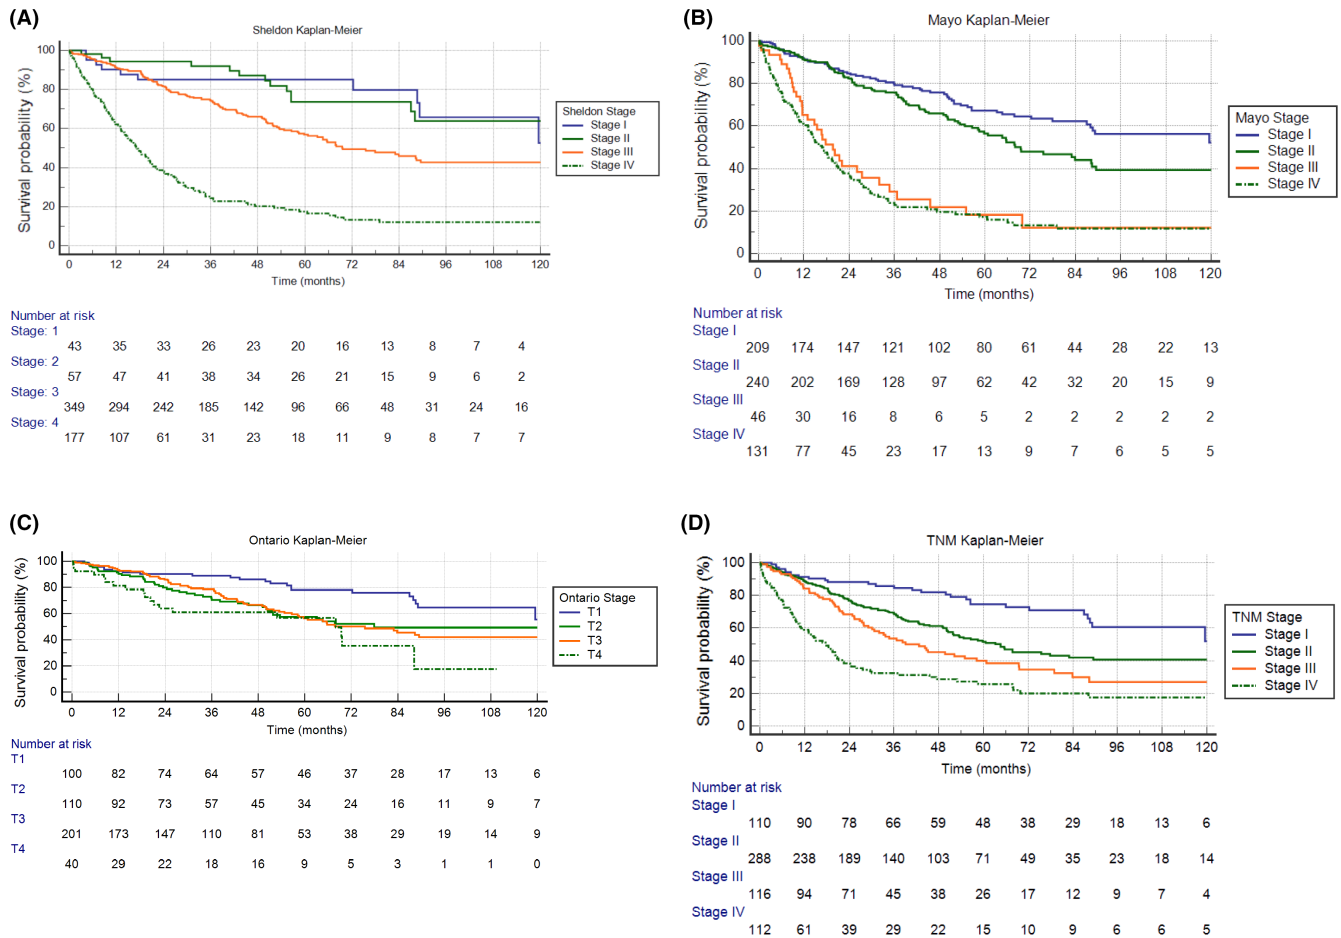 (A)
Sheldon Kaplan-Meier
Survival probability (%)
100
80
60
40
20
0
0 12 24 36 48 60 72 84 96 108 120
Time (months)
Sheldon Stage
Stage I
Stage II
Stage III
Stage IV
Number at risk
Stage: 1
43 35 33 26 23 20 16 13 8 7 4
Stage: 2
57 47 41 38 34 26 21 15 9 6 2
Stage: 3
349 294 242 185 142 96 66 48 31 24 16
Stage: 4
177 107 61 31 23 18 11 9 8 7 7
(B)
Mayo Kaplan-Meier
Survival probability (%)
100
80
60
40
20
0
0 12 24 36 48 60 72 84 96 108 120
Time (months)
Mayo Stage
Stage I
Stage II
Stage III
Stage IV
Number at risk
Stage I
209 174 147 121 102 80 61 44 28 22 13
Stage II
240 202 169 128 97 62 42 32 20 15 9
Stage III
46 30 16 8 6 5 2 2 2 2 2
Stage IV
131 77 45 23 17 13 9 7 6 5 5
(C)
Ontario Kaplan-Meier
Survival probability (%)
100
80
60
40
20
0
0 12 24 36 48 60 72 84 96 108 120
Time (months)
Ontario Stage
T1
T2
T3
T4
Number at risk
T1
100 82 74 64 57 46 37 28 17 13 6
T2
110 92 73 57 45 34 24 16 11 9 7
T3
201 173 147 110 81 53 38 29 19 14 9
T4
40 29 22 18 16 9 5 3 1 1 0
(D)
TNM Kaplan-Meier
Survival probability (%)
100
80
60
40
20
0
0 12 24 36 48 60 72 84 96 108 120
Time (months)
TNM Stage
Stage I
Stage II
Stage III
Stage IV
Number at risk
Stage I
110 90 78 66 59 48 38 29 18 13 6
Stage II
288 238 189 140 103 71 49 35 23 18 14
Stage III
116 94 71 45 38 26 17 12 9 7 4
Stage IV
112 61 39 29 22 15 10 9 6 6 5